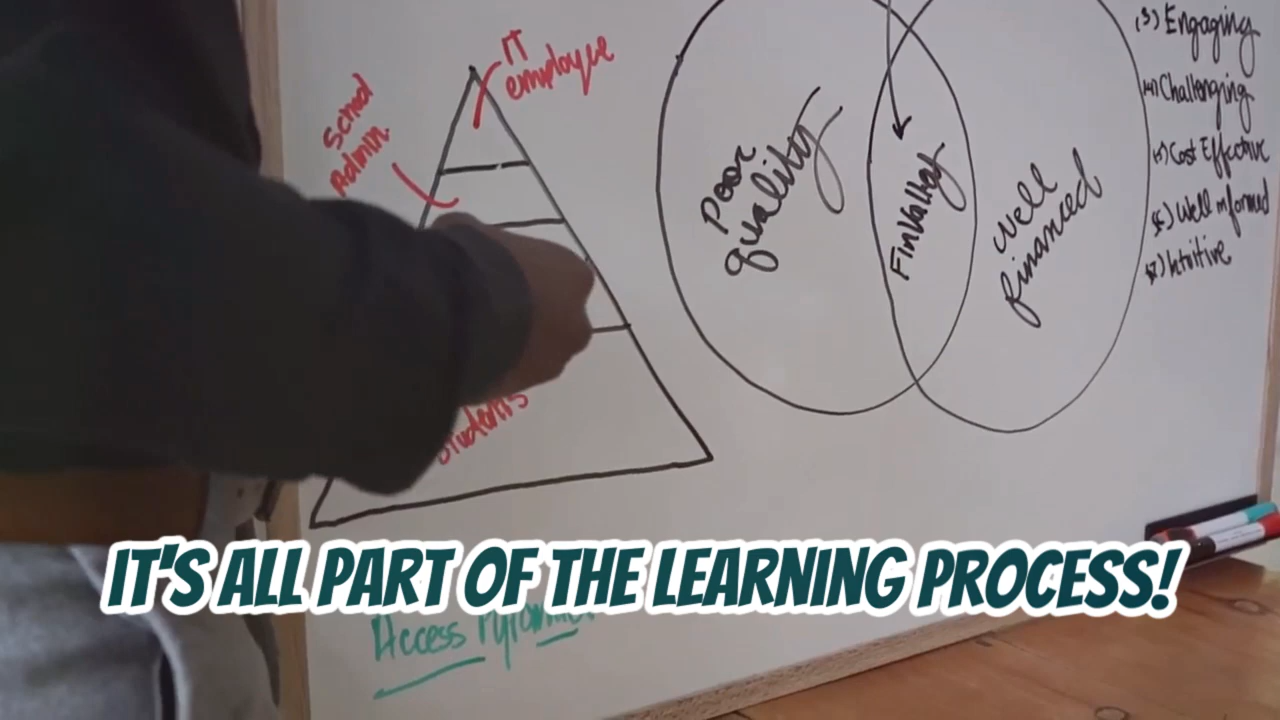 IT
employee
School
Admin.
Students
Poor
quality
FinValley
well
financed
(3) Engaging
(4) Challenging
(5) Cost Effective
(6) Well informed
(7) Intuitive
IT'S ALL PART OF THE LEARNING PROCESS!
Access